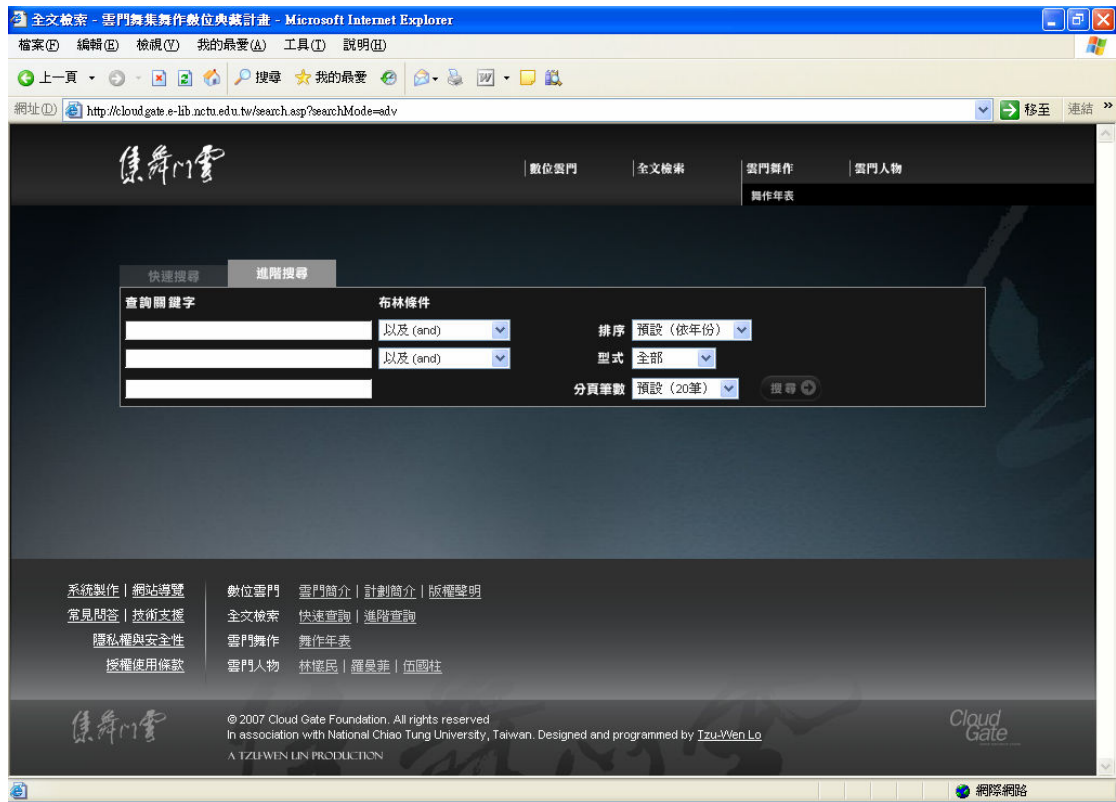 全文檢索 - 雲門舞集舞作數位典藏計畫 - Microsoft Internet Explorer
檔案(F) 編輯(E) 檢視(V) 我的最愛(A) 工具(T) 說明(H)
上一頁 搜尋 我的最愛
網址(D) http://cloudgate.e-lib.nctu.edu.tw/search.asp?searchMode=adv 移至 連結 »
集舞門雲 數位雲門 全文檢索 雲門舞作 雲門人物
舞作年表
快速搜尋 進階搜尋
查詢關鍵字 布林條件
以及 (and) 排序 預設（依年份）
以及 (and) 型式 全部
分頁筆數 預設（20筆） 搜尋
系統製作 | 網站導覽 數位雲門 雲門簡介 | 計劃簡介 | 版權聲明
常見問答 | 技術支援 全文檢索 快速查詢 | 進階查詢
隱私權與安全性 雲門舞作 舞作年表
授權使用條款 雲門人物 林懷民 | 羅曼菲 | 伍國柱
集舞門雲
© 2007 Cloud Gate Foundation. All rights reserved
In association with National Chiao Tung University, Taiwan. Designed and programmed by Tzu-Wen Lo
A TZU-WEN LIN PRODUCTION
Cloud
Gate
網際網路